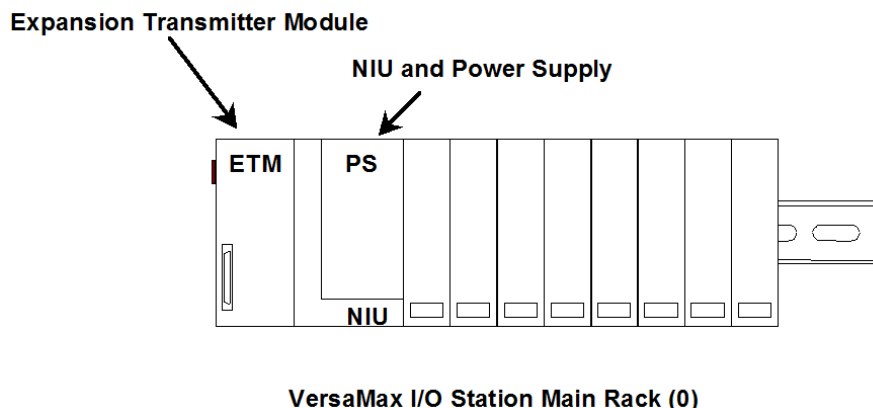 Expansion Transmitter Module
NIU and Power Supply
ETM
PS
NIU
VersaMax I/O Station Main Rack (0)